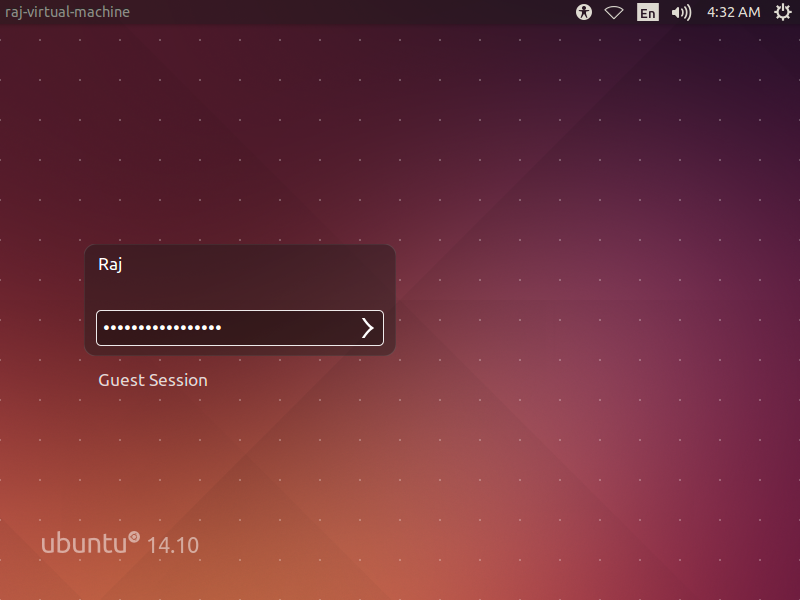 raj-virtual-machine
En
4:32 AM
Raj
•••••••••••••••••
Guest Session
ubuntu 14.10